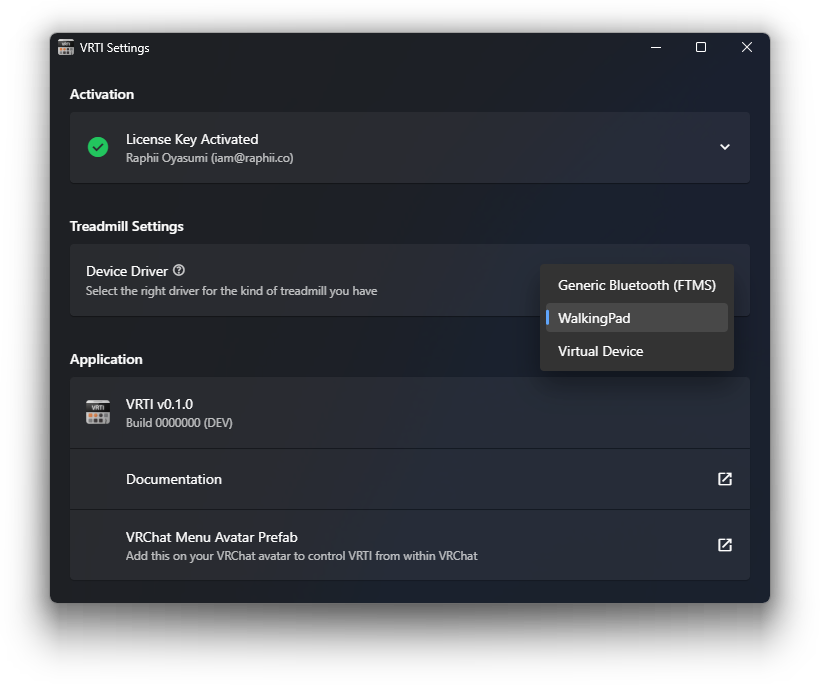 VRTI Settings
Activation
License Key Activated
Raphii Oyasumi (iam@raphii.co)
Treadmill Settings
Device Driver
Select the right driver for the kind of treadmill you have
Generic Bluetooth (FTMS)
WalkingPad
Virtual Device
Application
VRTI
VRTI v0.1.0
Build 0000000 (DEV)
Documentation
VRChat Menu Avatar Prefab
Add this on your VRChat avatar to control VRTI from within VRChat